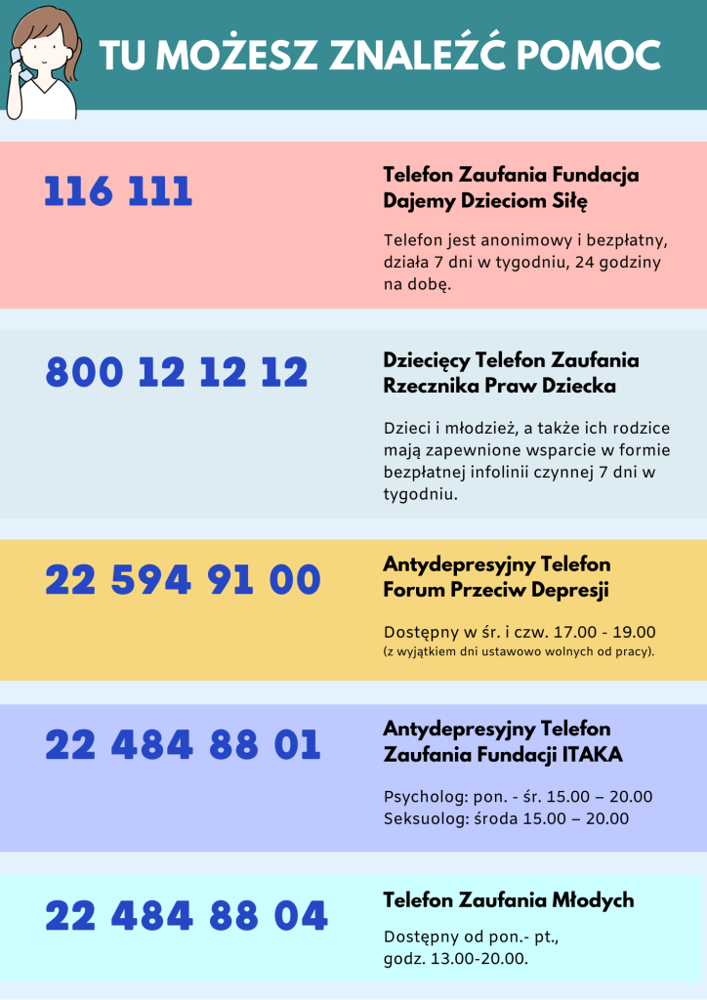 TU MOŻESZ ZNALEŹĆ POMOC
116 111
Telefon Zaufania Fundacja
Dajemy Dzieciom Siłę
Telefon jest anonimowy i bezpłatny,
działa 7 dni w tygodniu, 24 godziny
na dobę.
800 12 12 12
Dziecięcy Telefon Zaufania
Rzecznika Praw Dziecka
Dzieci i młodzież, a także ich rodzice
mają zapewnione wsparcie w formie
bezpłatnej infolinii czynnej 7 dni w
tygodniu.
22 594 91 00
Antydepresyjny Telefon
Forum Przeciw Depresji
Dostępny w śr. i czw. 17.00 - 19.00
(z wyjątkiem dni ustawowo wolnych od pracy).
22 484 88 01
Antydepresyjny Telefon
Zaufania Fundacji ITAKA
Psycholog: pon. - śr. 15.00 – 20.00
Seksuolog: środa 15.00 – 20.00
22 484 88 04
Telefon Zaufania Młodych
Dostępny od pon.- pt.,
godz. 13.00-20.00.